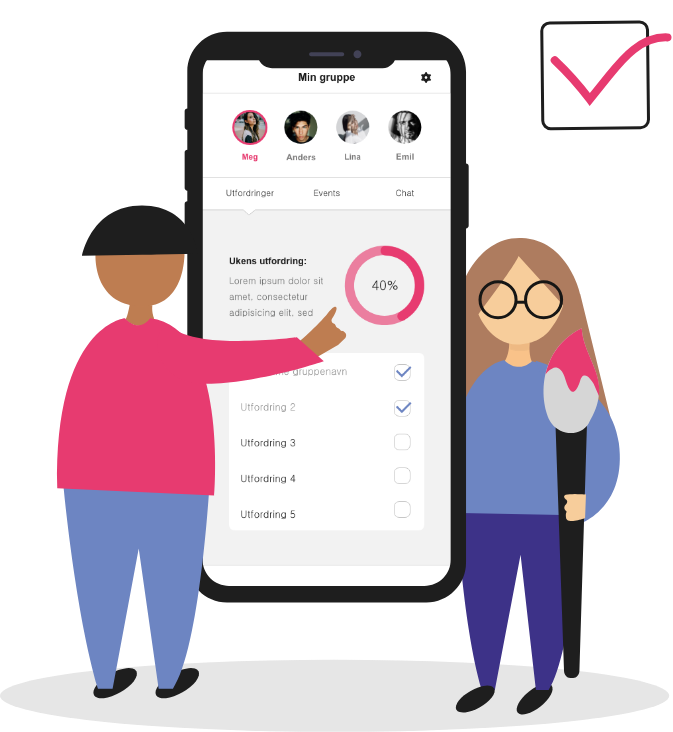 Min gruppe
Meg Anders Lina Emil
Utfordringer Events Chat
Ukens utfordring:
Lorem ipsum dolor sit
amet, consectetur
adipisicing elit, sed
40%
gruppenavn
Utfordring 2
Utfordring 3
Utfordring 4
Utfordring 5